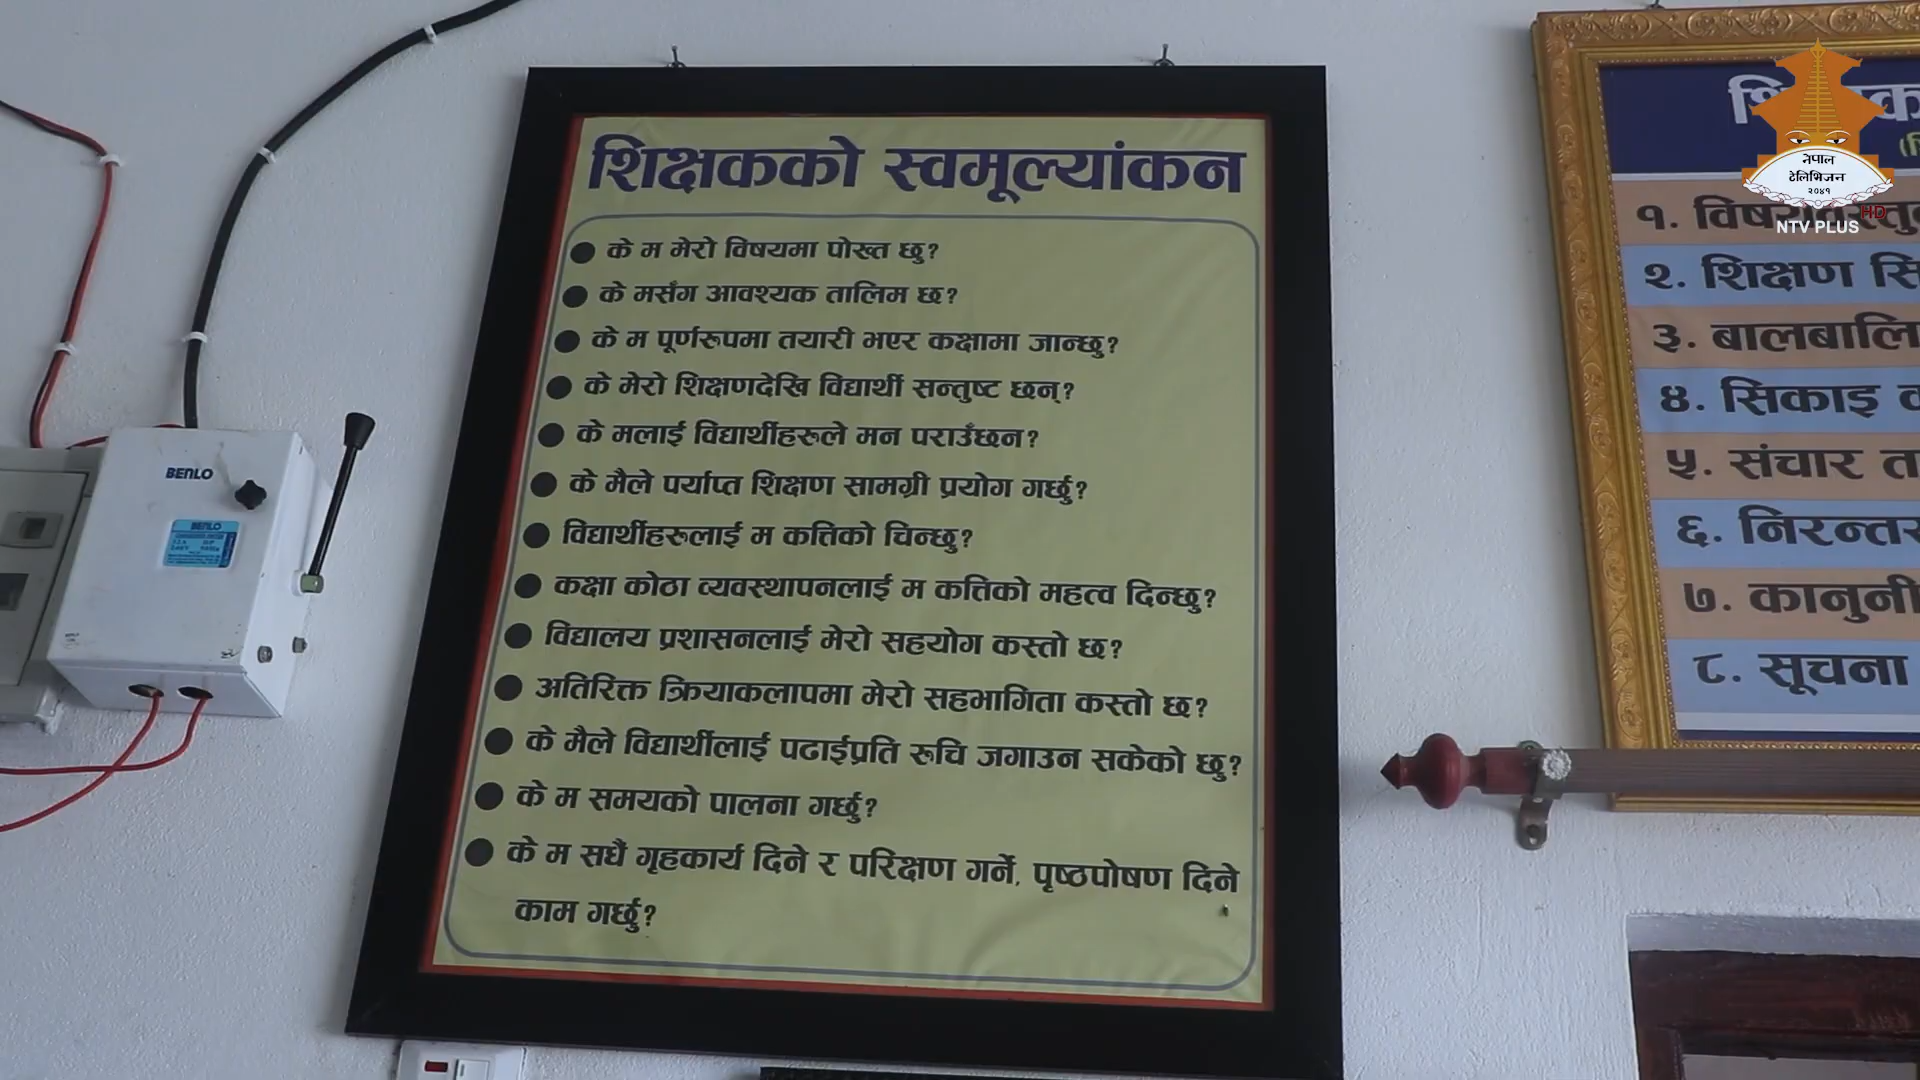 शिक्षकको स्वमूल्यांकन
● के म मेरो विषयमा पोख्त छु?
● के मसँग आवश्यक तालिम छ?
● के म पूर्णरुपमा तयारी भएर कक्षामा जान्छु?
● के मेरो शिक्षणदेखि विद्यार्थी सन्तुष्ट छन्?
● के मलाई विद्यार्थीहरुले मन पराउँछन?
● के मैले पर्याप्त शिक्षण सामग्री प्रयोग गर्छु?
● विद्यार्थीहरुलाई म कत्तिको चिन्छु?
● कक्षा कोठा व्यवस्थापनलाई म कत्तिको महत्व दिन्छु?
● विद्यालय प्रशासनलाई मेरो सहयोग कस्तो छ?
● अतिरिक्त क्रियाकलापमा मेरो सहभागिता कस्तो छ?
● के मैले विद्यार्थीलाई पढाईप्रति रुचि जगाउन सकेको छु?
● के म समयको पालना गर्छु?
● के म सधैं गृहकार्य दिने र परिक्षण गर्ने, पृष्ठपोषण दिने
काम गर्छु?
१.
२. शिक्षण
३.
४. सिकाइ
५. संचार
६.
७.
८. सूचना
नेपाल
टेलिभिजन
२०४१
HD
NTV PLUS
BENLO
BENLO